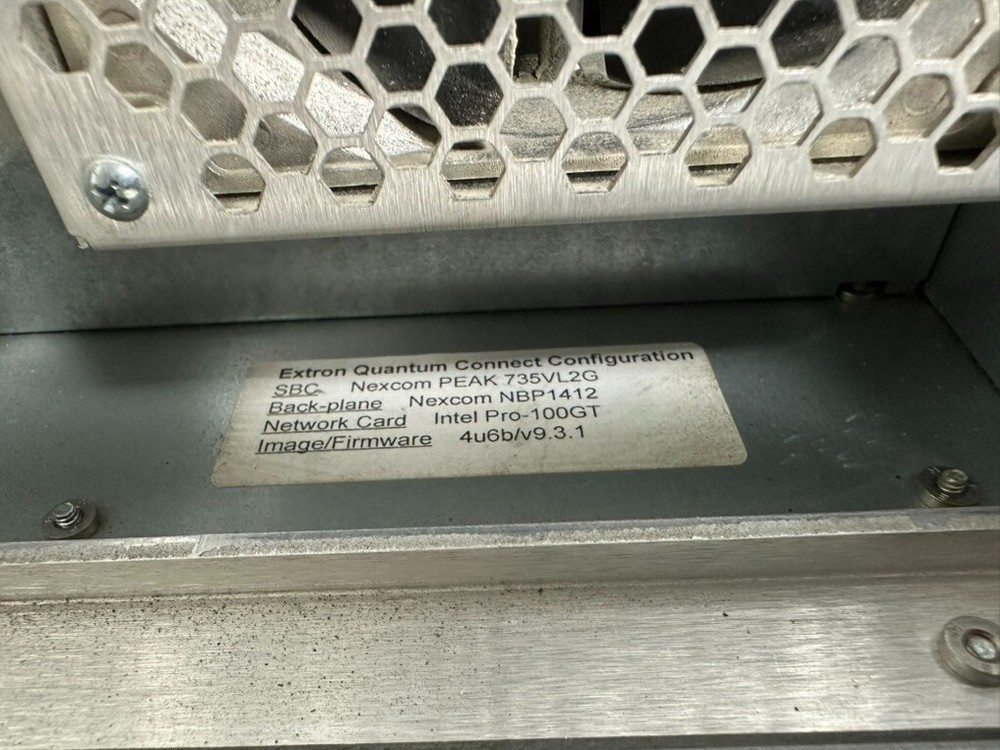 Extron Quantum Connect Configuration
SBC Nexcom PEAK 735VL2G
Back-plane Nexcom NBP1412
Network Card Intel Pro-100GT
Image/Firmware 4u6b/v9.3.1